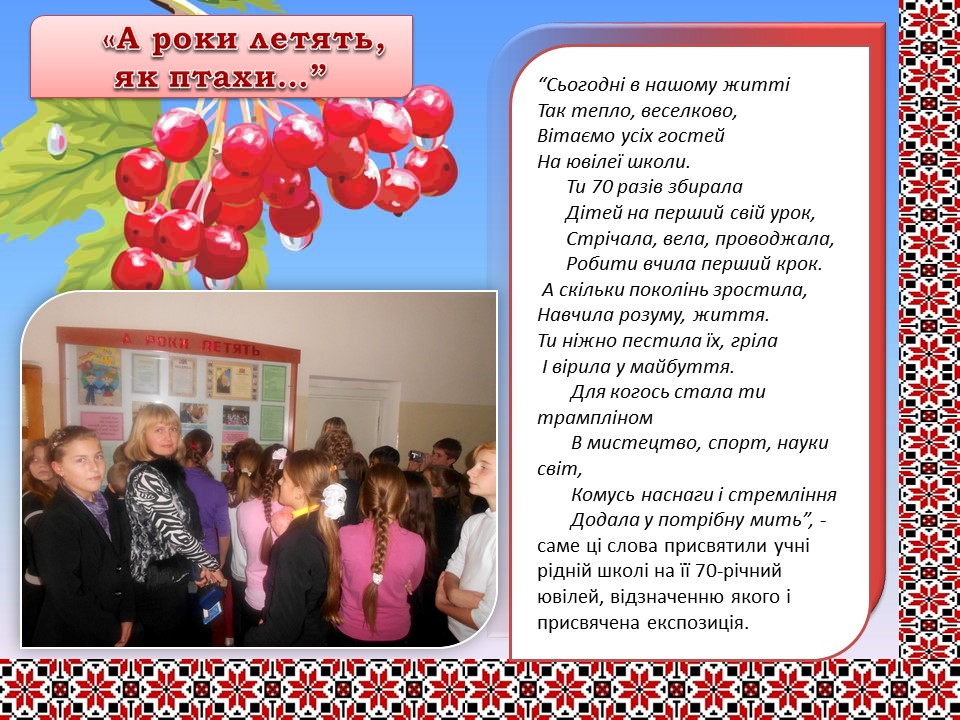 «А роки летять,
як птахи...”
“Сьогодні в нашому житті
Так тепло, веселково,
Вітаємо усіх гостей
На ювілеї школи.
Ти 70 разів збирала
Дітей на перший свій урок,
Стрічала, вела, проводжала,
Робити вчила перший крок.
А скільки поколінь зростила,
Навчила розуму, життя.
Ти ніжно пестила їх, гріла
І вірила у майбуття.
Для когось стала ти
трампліном
В мистецтво, спорт, науки
світ,
Комусь наснаги і стремління
Додала у потрібну мить”, -
саме ці слова присвятили учні
рідній школі на її 70-річний
ювілей, відзначенню якого і
присвячена експозиція.
А РОКИ ЛЕТЯТЬ